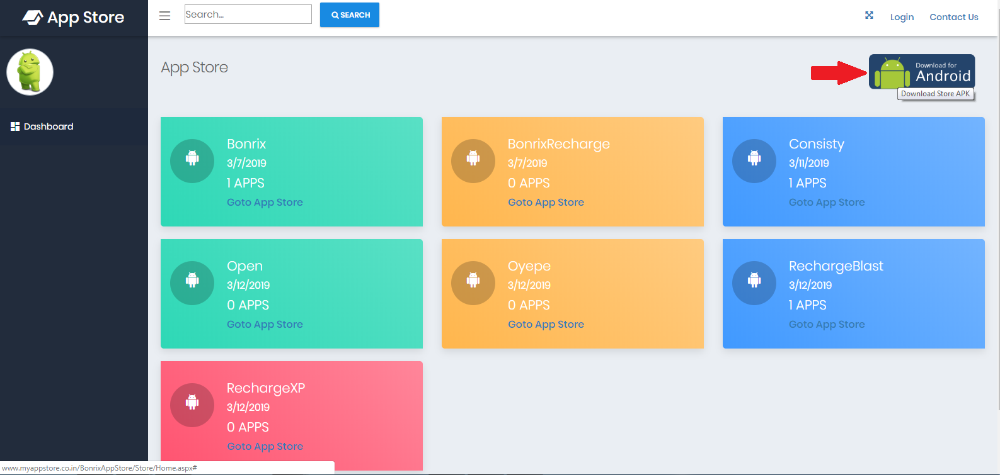 App Store
Search...
SEARCH
Login
Contact Us
App Store
Download for
Android
Download Store APK
Dashboard
Bonrix
3/7/2019
1 APPS
Goto App Store
BonrixRecharge
3/7/2019
0 APPS
Goto App Store
Consisty
3/11/2019
1 APPS
Goto App Store
Open
3/12/2019
0 APPS
Goto App Store
Oyepe
3/12/2019
0 APPS
Goto App Store
RechargeBlast
3/12/2019
1 APPS
Goto App Store
RechargeXP
3/12/2019
0 APPS
Goto App Store
www.myappstore.co.in/BonrixAppStore/Store/Home.aspx#